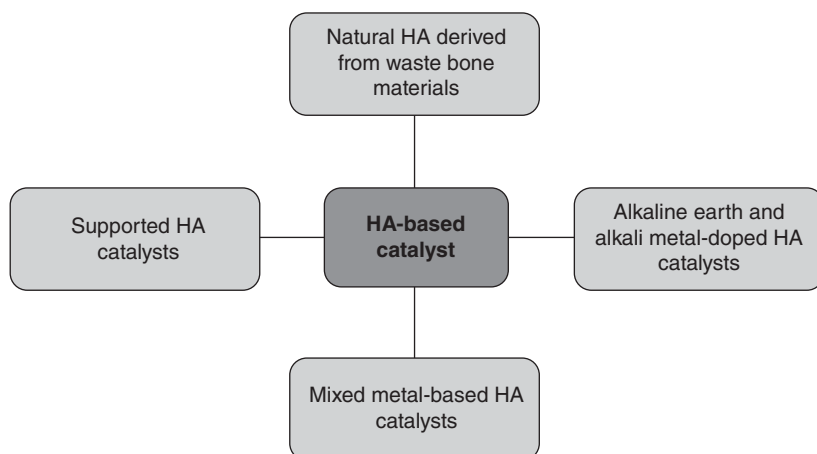 Natural HA derived
from waste bone
materials
Supported HA
catalysts
HA-based
catalyst
Alkaline earth and
alkali metal-doped HA
catalysts
Mixed metal-based HA
catalysts